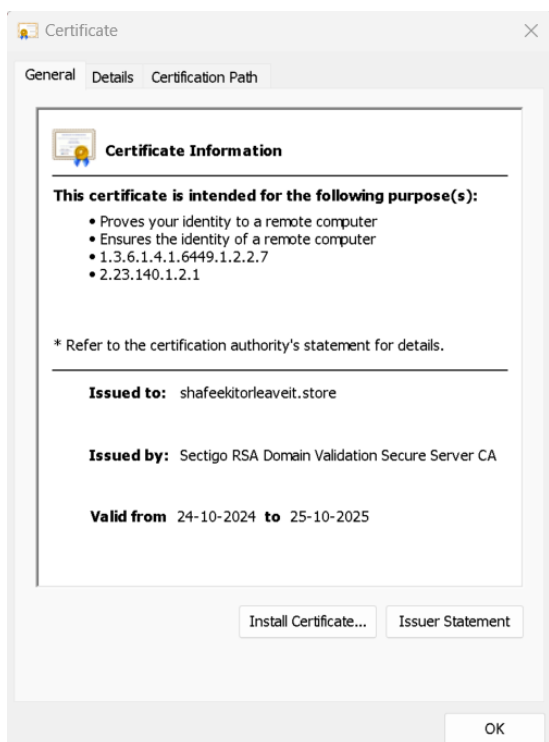 Certificate
General Details Certification Path
Certificate Information
This certificate is intended for the following purpose(s):
• Proves your identity to a remote computer
• Ensures the identity of a remote computer
• 1.3.6.1.4.1.6449.1.2.2.7
• 2.23.140.1.2.1
* Refer to the certification authority's statement for details.
Issued to: shafeekitorleaveit.store
Issued by: Sectigo RSA Domain Validation Secure Server CA
Valid from 24-10-2024 to 25-10-2025
Install Certificate... Issuer Statement
OK